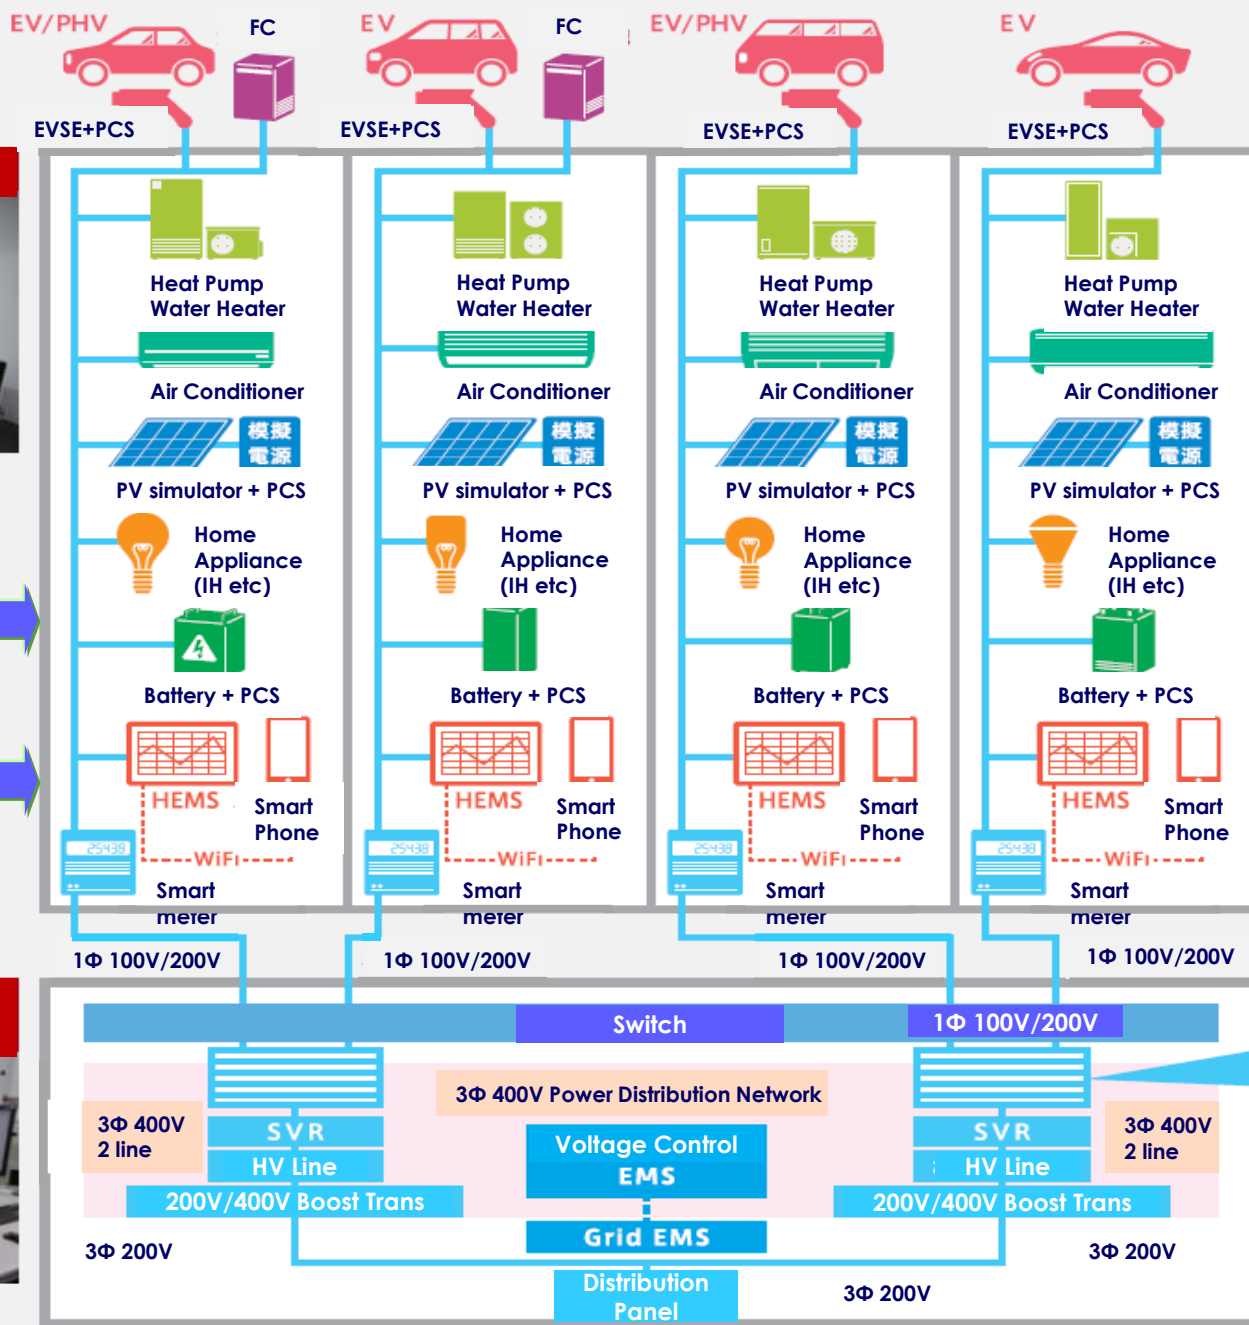 EV/PHV
FC
EV
FC
EV/PHV
EV
EVSE+PCS
EVSE+PCS
EVSE+PCS
EVSE+PCS
Heat Pump
Water Heater
Heat Pump
Water Heater
Heat Pump
Water Heater
Heat Pump
Water Heater
Air Conditioner
Air Conditioner
Air Conditioner
Air Conditioner
模擬
電源
模擬
電源
模擬
電源
模擬
電源
PV simulator + PCS
PV simulator + PCS
PV simulator + PCS
PV simulator + PCS
Home
Appliance
(IH etc)
Home
Appliance
(IH etc)
Home
Appliance
(IH etc)
Home
Appliance
(IH etc)
Battery + PCS
Battery + PCS
Battery + PCS
Battery + PCS
HEMS
Smart
Phone
HEMS
Smart
Phone
HEMS
Smart
Phone
HEMS
Smart
Phone
25438
WiFi
25438
WiFi
25438
WiFi
25438
WiFi
Smart
meter
Smart
meter
Smart
meter
Smart
meter
1Φ 100V/200V
1Φ 100V/200V
1Φ 100V/200V
1Φ 100V/200V
Switch
1Φ 100V/200V
3Φ 400V Power Distribution Network
3Φ 400V
2 line
SVR
HV Line
200V/400V Boost Trans
Voltage Control
EMS
Grid EMS
SVR
HV Line
200V/400V Boost Trans
3Φ 400V
2 line
3Φ 200V
3Φ 200V
Distribution
Panel
3Φ 200V